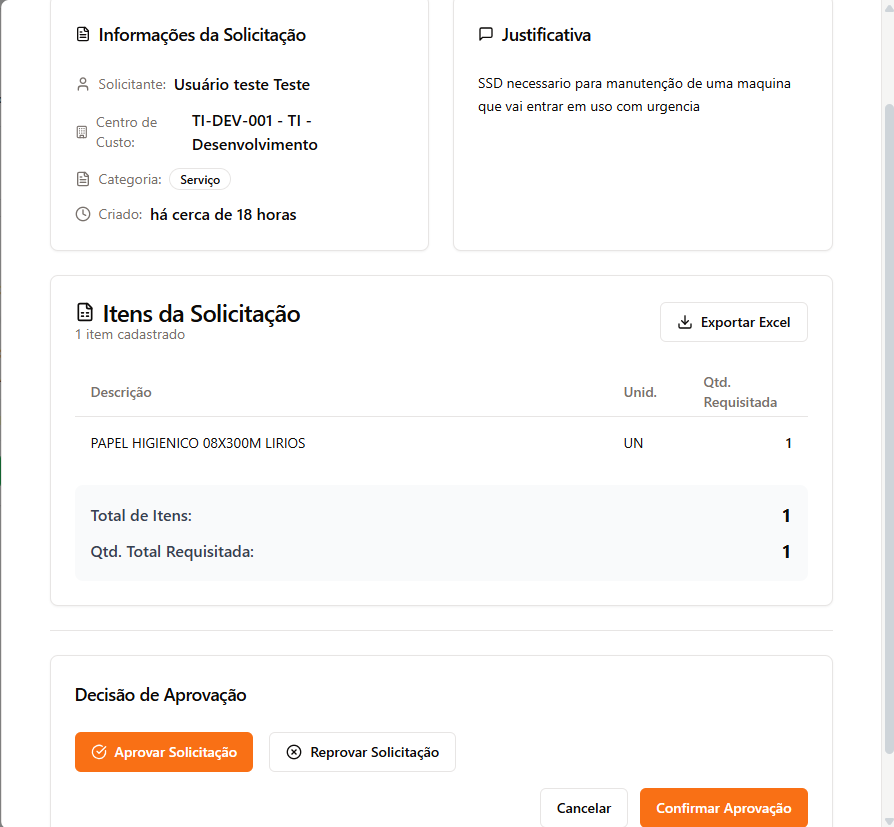 Informações da Solicitação
Solicitante: Usuário teste Teste
Centro de Custo:
TI-DEV-001 - TI - Desenvolvimento
Categoria: Serviço
Criado: há cerca de 18 horas
Justificativa
SSD necessario para manutenção de uma maquina
que vai entrar em uso com urgencia
Itens da Solicitação
1 item cadastrado
Exportar Excel
Descrição Unid. Qtd. Requisitada
PAPEL HIGIENICO 08X300M LIRIOS UN 1
Total de Itens: 1
Qtd. Total Requisitada: 1
Decisão de Aprovação
Aprovar Solicitação Reprovar Solicitação
Cancelar Confirmar Aprovação